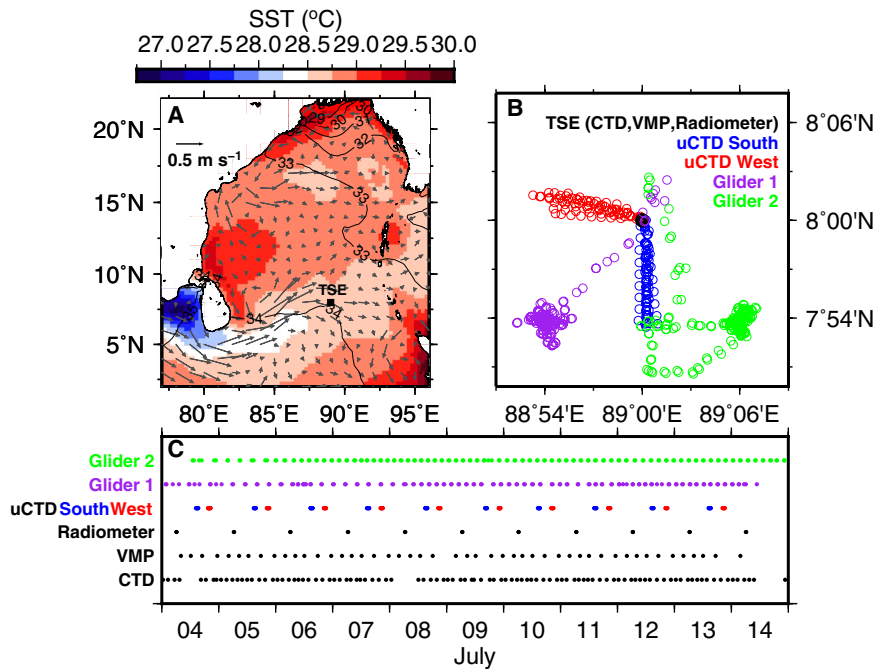 SST (ºC)
27.0 27.5 28.0 28.5 29.0 29.5 30.0
A
0.5 m s⁻¹
20˚N
15˚N
10˚N
5˚N
29
30
31
32
33
33
33
34
34
TSE
80˚E 85˚E 90˚E 95˚E
B
TSE (CTD,VMP,Radiometer)
uCTD South
uCTD West
Glider 1
Glider 2
8˚06'N
8˚00'N
7˚54'N
88˚54'E 89˚00'E 89˚06'E
C
Glider 2
Glider 1
uCTD South West
Radiometer
VMP
CTD
04 05 06 07 08 09 10 11 12 13 14
July